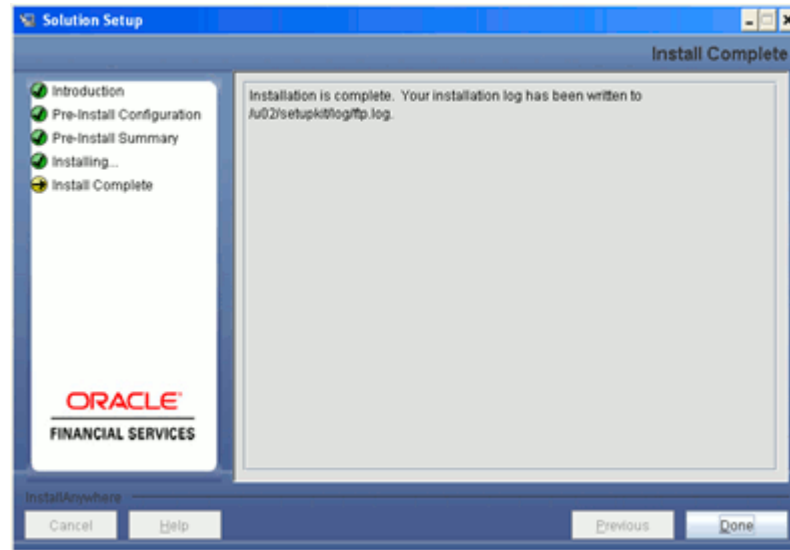 Solution Setup
Install Complete
Introduction
Pre-Install Configuration
Pre-Install Summary
Installing...
Install Complete
Installation is complete. Your installation log has been written to
/u02/setupkit/log/ftp.log.
ORACLE
FINANCIAL SERVICES
InstallAnywhere
Cancel
Help
Previous
Done